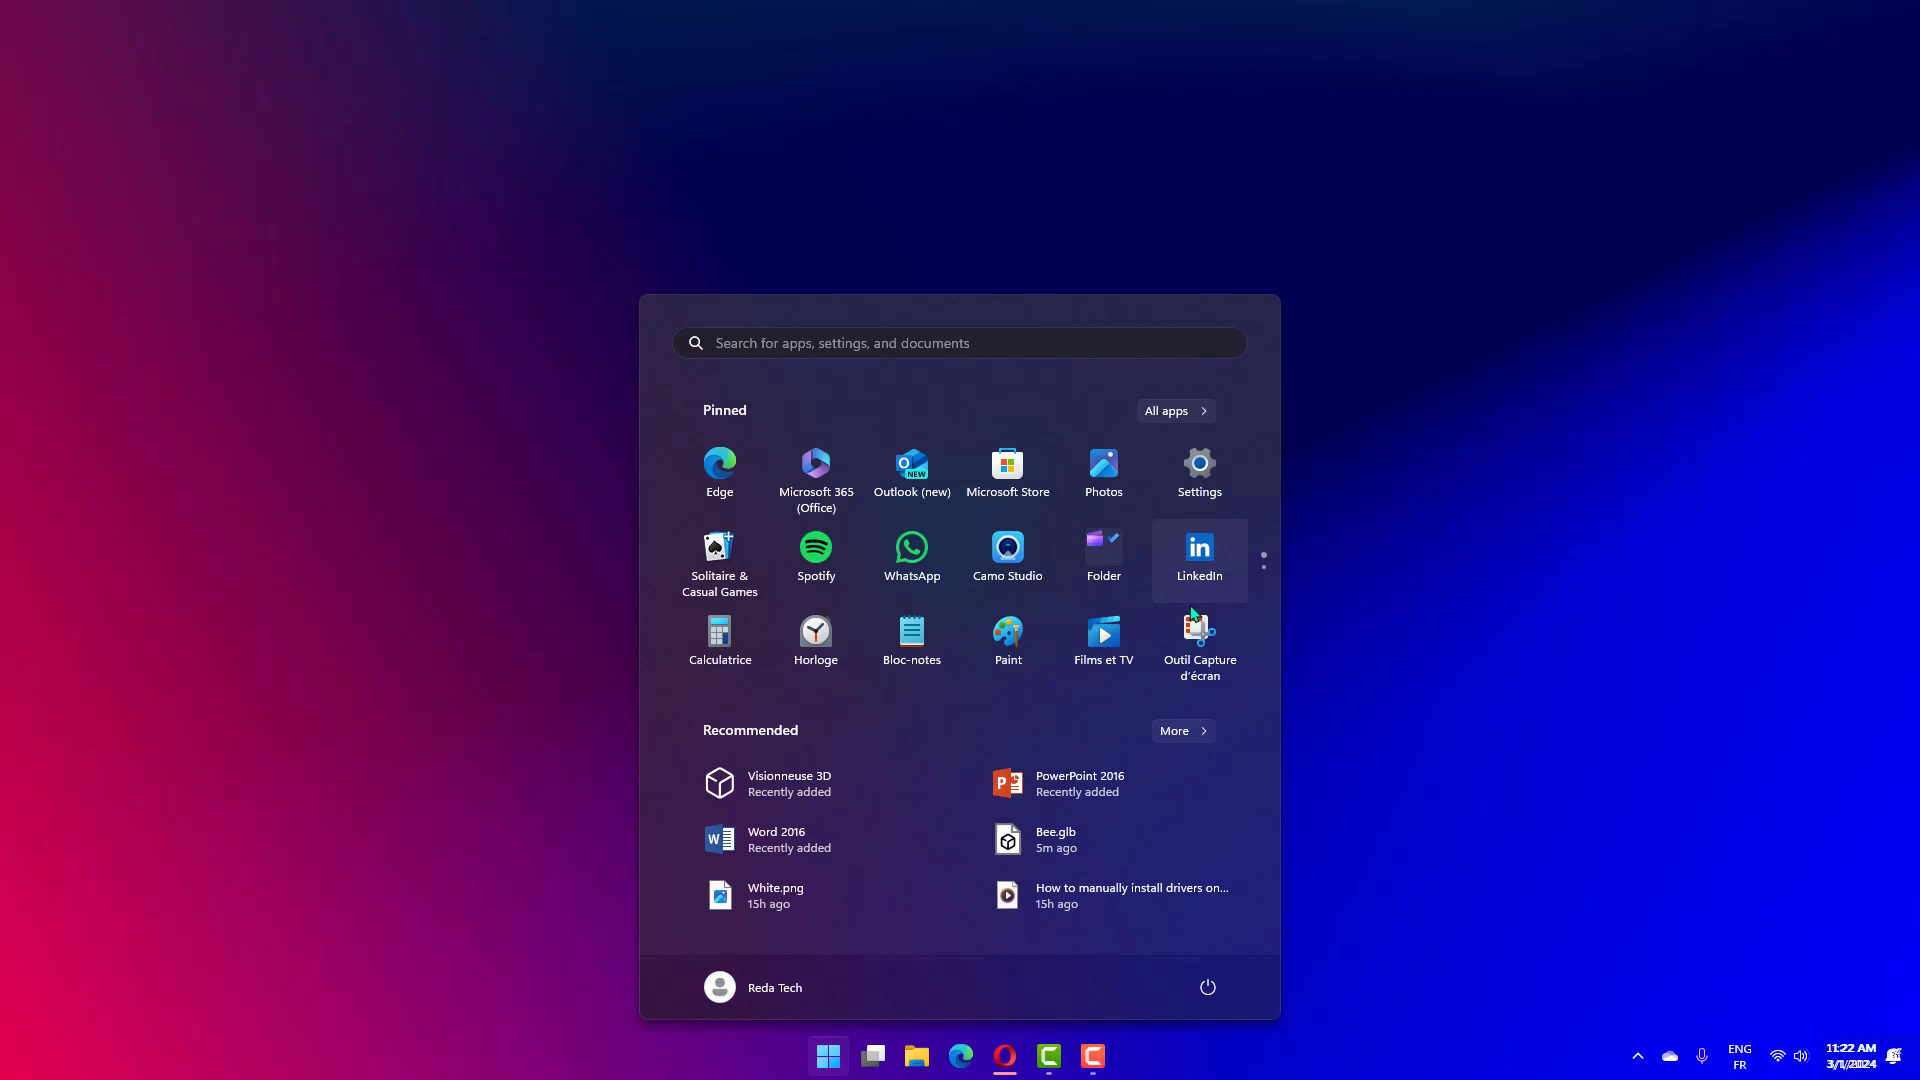 Search for apps, settings, and documents
Pinned
All apps
Edge
Microsoft 365
(Office)
Outlook (new)
Microsoft Store
Photos
Settings
Solitaire &
Casual Games
Spotify
WhatsApp
Camo Studio
Folder
LinkedIn
Calculatrice
Horloge
Bloc-notes
Paint
Films et TV
Outil Capture
d'écran
Recommended
More
Visionneuse 3D
Recently added
PowerPoint 2016
Recently added
Word 2016
Recently added
Bee.glb
5m ago
White.png
15h ago
How to manually install drivers on...
15h ago
Reda Tech
ENG
FR
11:22 AM
3/1/2024